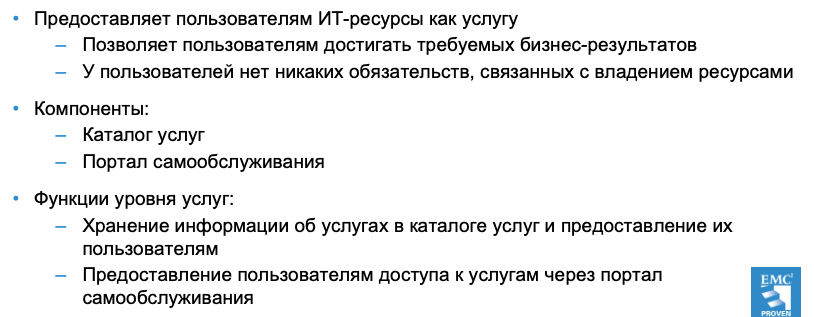 • Предоставляет пользователям ИТ-ресурсы как услугу
– Позволяет пользователям достигать требуемых бизнес-результатов
– У пользователей нет никаких обязательств, связанных с владением ресурсами
• Компоненты:
– Каталог услуг
– Портал самообслуживания
• Функции уровня услуг:
– Хранение информации об услугах в каталоге услуг и предоставление их
пользователям
– Предоставление пользователям доступа к услугам через портал
самообслуживания
EMC²
PROVEN